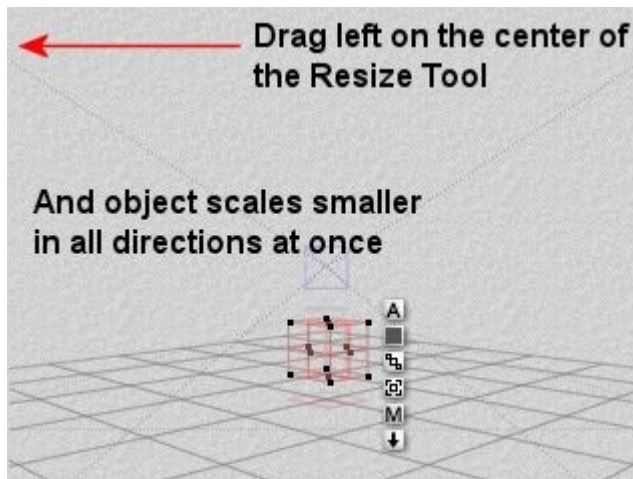 Drag left on the center of
the Resize Tool
And object scales smaller
in all directions at once
A
M